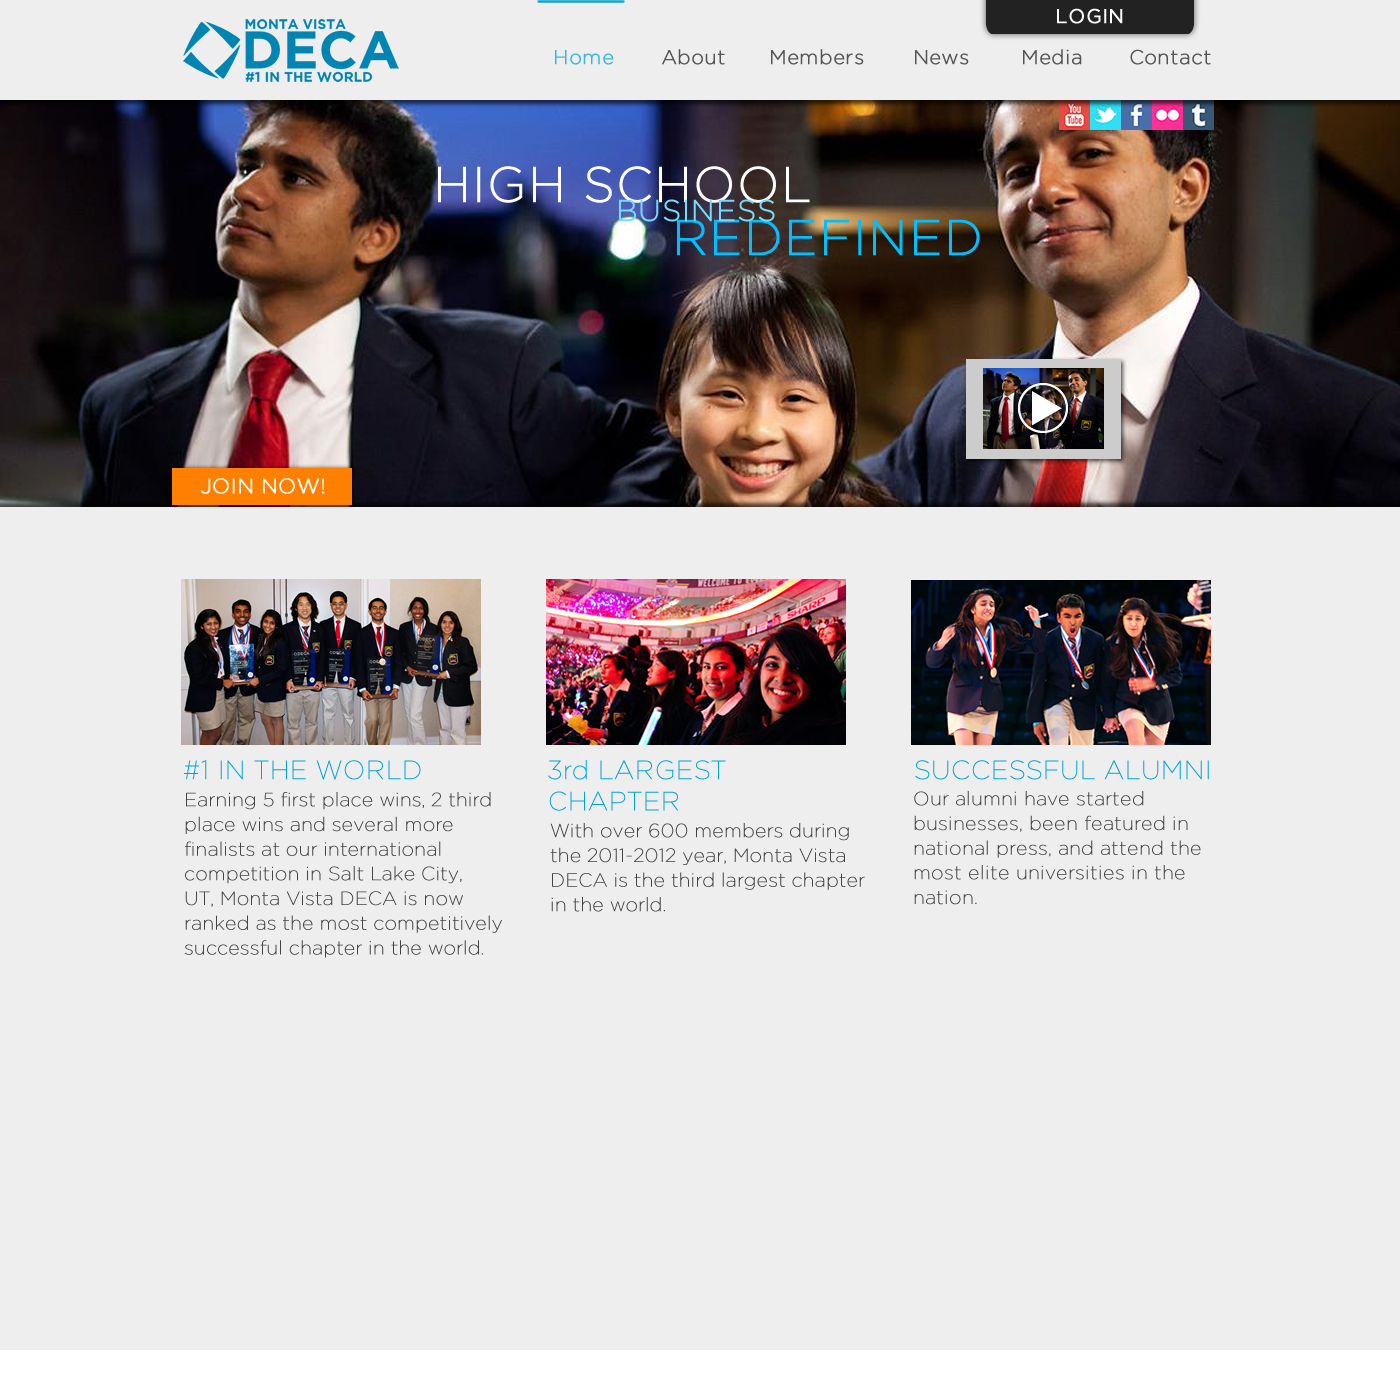 MONTA VISTA
DECA
#1 IN THE WORLD
LOGIN
Home About Members News Media Contact
You
Tube
f
t
HIGH SCHOOL
BUSINESS
REDEFINED
JOIN NOW!
SHARP
#1 IN THE WORLD
Earning 5 first place wins, 2 third
place wins and several more
finalists at our international
competition in Salt Lake City,
UT, Monta Vista DECA is now
ranked as the most competitively
successful chapter in the world.
3rd LARGEST
CHAPTER
With over 600 members during
the 2011-2012 year, Monta Vista
DECA is the third largest chapter
in the world.
SUCCESSFUL ALUMNI
Our alumni have started
businesses, been featured in
national press, and attend the
most elite universities in the
nation.